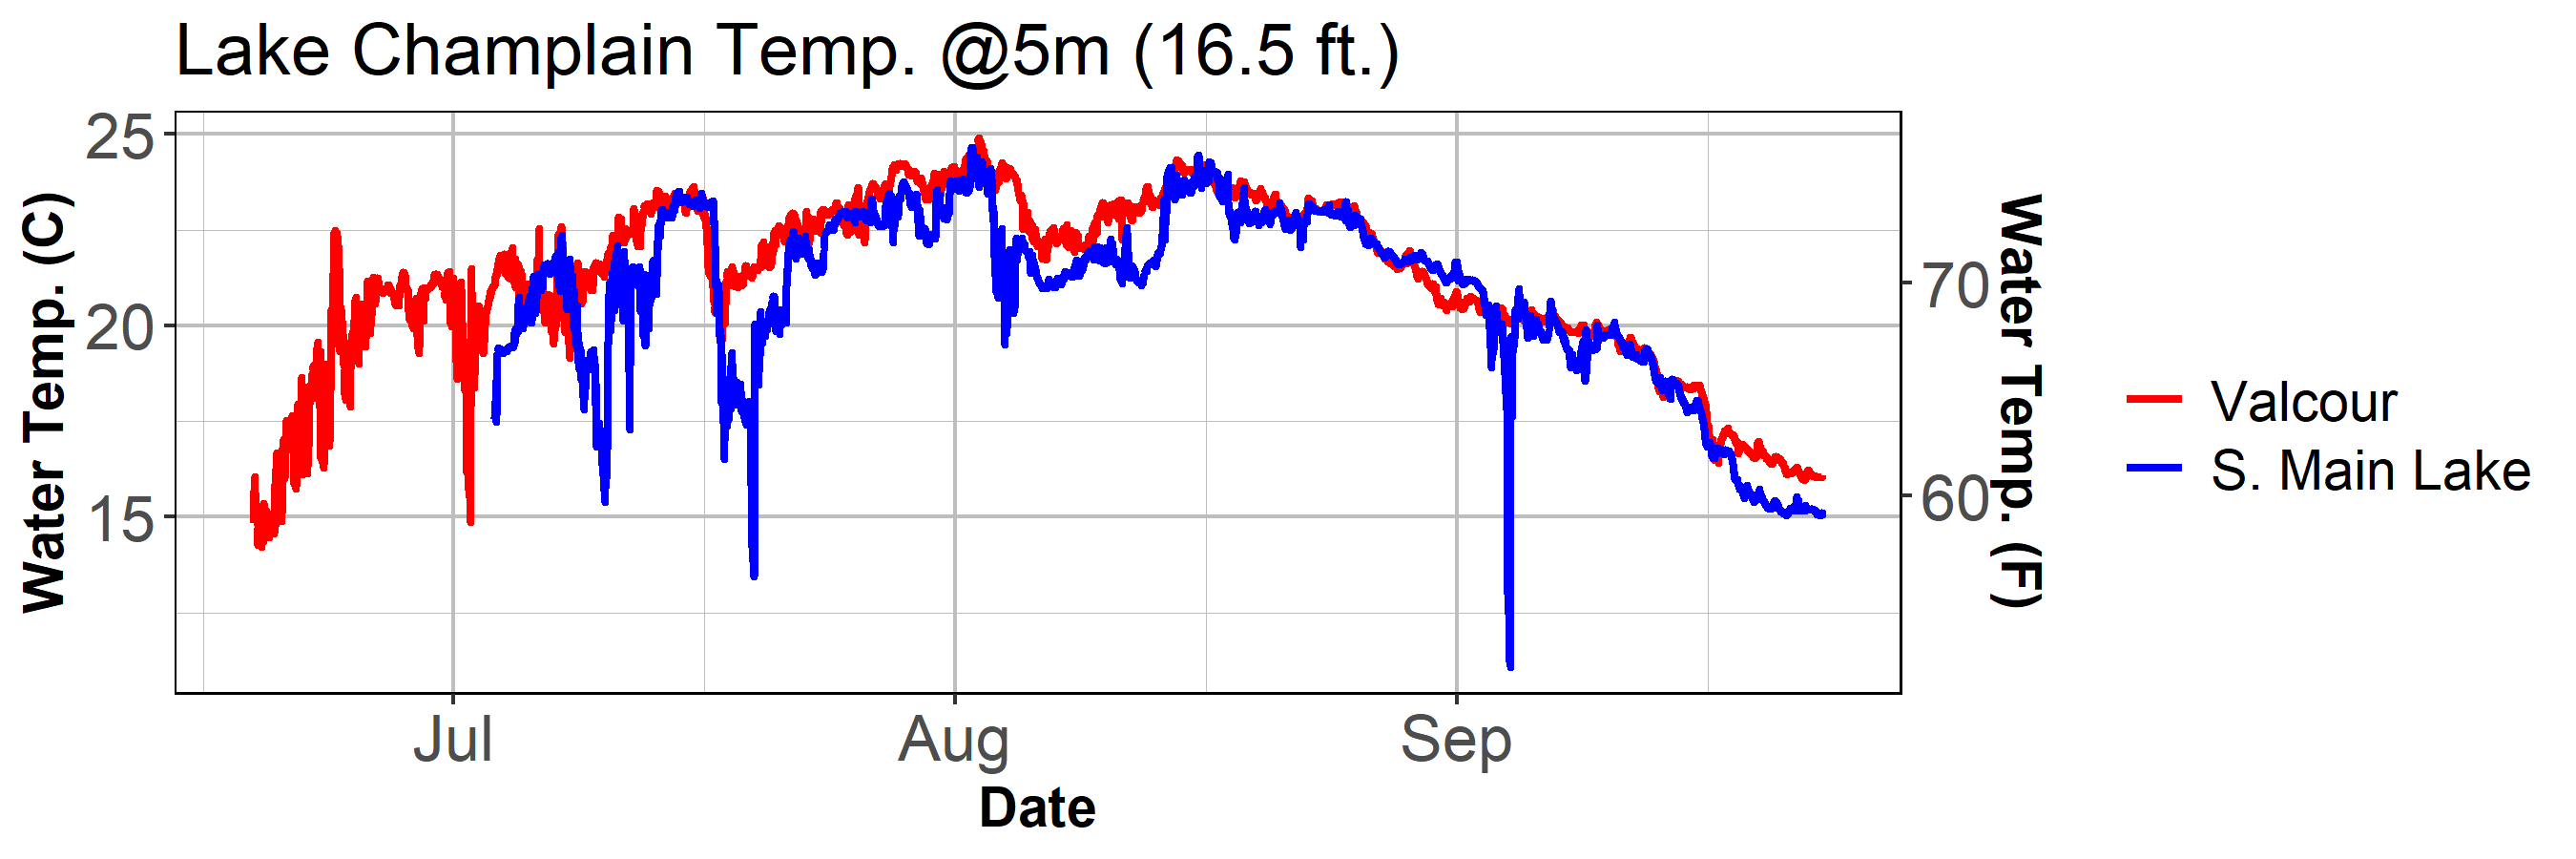 Lake Champlain Temp. @5m (16.5 ft.)
Water Temp. (C)
25
20
15
Jul
Aug
Sep
Date
70
60
Water Temp. (F)
Valcour
S. Main Lake